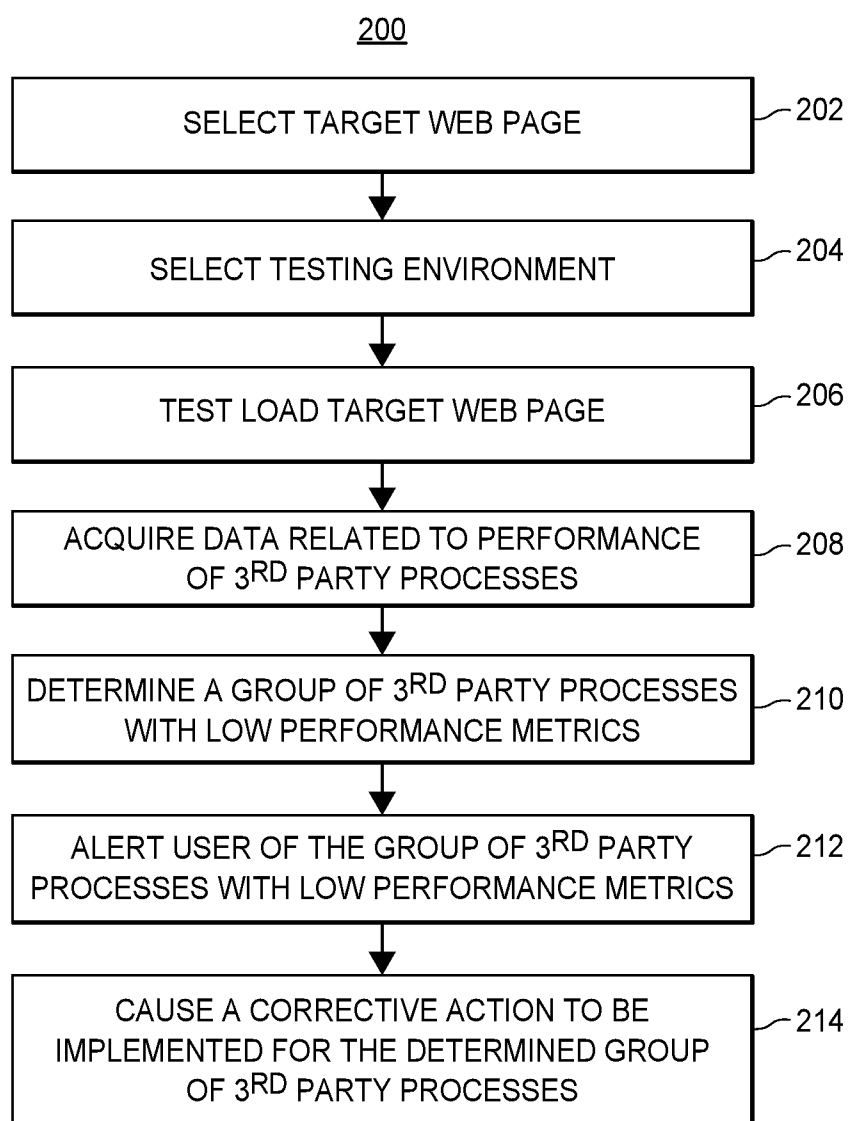 200
SELECT TARGET WEB PAGE
202
SELECT TESTING ENVIRONMENT
204
TEST LOAD TARGET WEB PAGE
206
ACQUIRE DATA RELATED TO PERFORMANCE
OF 3RD PARTY PROCESSES
208
DETERMINE A GROUP OF 3RD PARTY PROCESSES
WITH LOW PERFORMANCE METRICS
210
ALERT USER OF THE GROUP OF 3RD PARTY
PROCESSES WITH LOW PERFORMANCE METRICS
212
CAUSE A CORRECTIVE ACTION TO BE
IMPLEMENTED FOR THE DETERMINED GROUP
OF 3RD PARTY PROCESSES
214